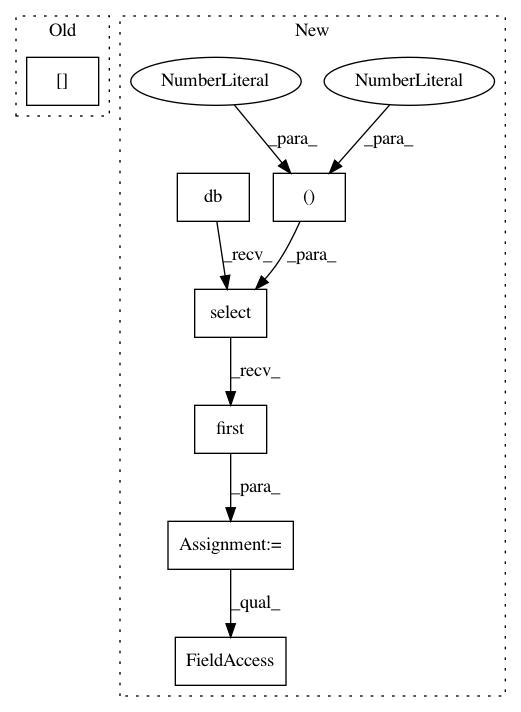 Old
New
[]
NumberLiteral
NumberLiteral
_para_
_para_
db
()
_recv_
_para_
select
_recv_
first
_para_
Assignment:=
_qual_
FieldAccess